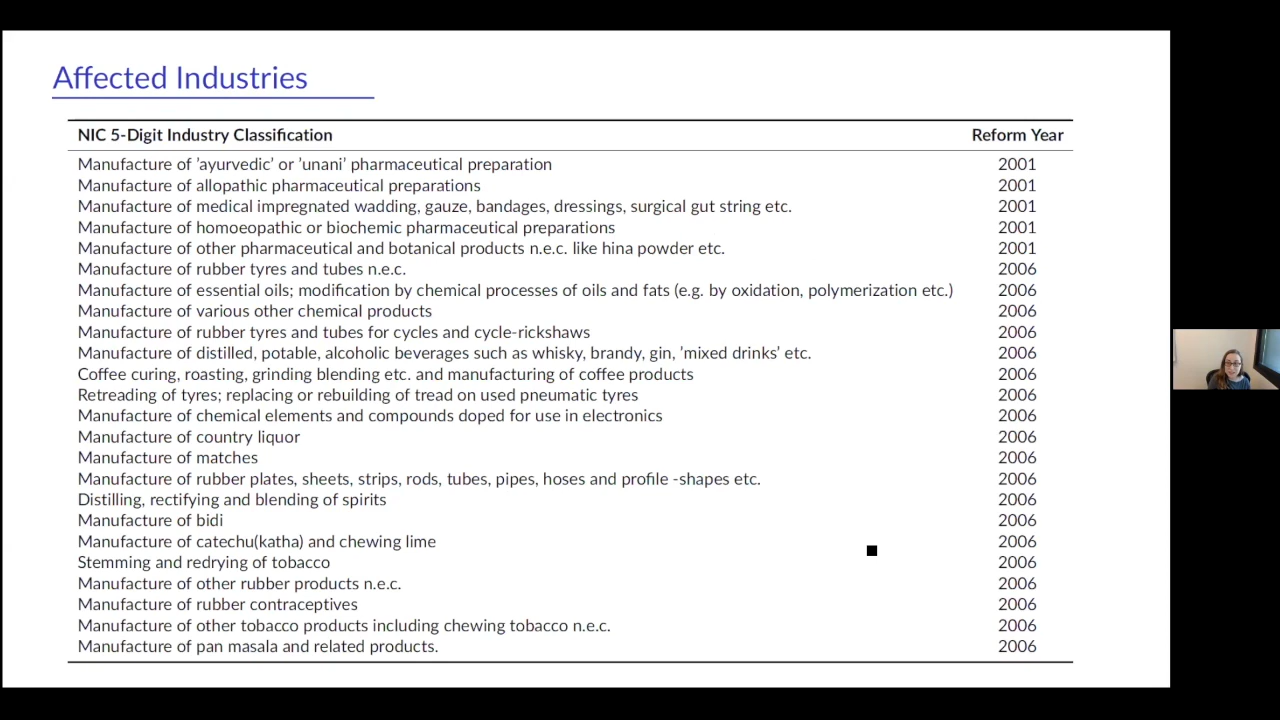 Affected Industries
NIC 5-Digit Industry Classification Reform Year
Manufacture of 'ayurvedic' or 'unani' pharmaceutical preparation 2001
Manufacture of allopathic pharmaceutical preparations 2001
Manufacture of medical impregnated wadding, gauze, bandages, dressings, surgical gut string etc. 2001
Manufacture of homoeopathic or biochemic pharmaceutical preparations 2001
Manufacture of other pharmaceutical and botanical products n.e.c. like hina powder etc. 2001
Manufacture of rubber tyres and tubes n.e.c. 2006
Manufacture of essential oils; modification by chemical processes of oils and fats (e.g. by oxidation, polymerization etc.) 2006
Manufacture of various other chemical products 2006
Manufacture of rubber tyres and tubes for cycles and cycle-rickshaws 2006
Manufacture of distilled, potable, alcoholic beverages such as whisky, brandy, gin, 'mixed drinks' etc. 2006
Coffee curing, roasting, grinding blending etc. and manufacturing of coffee products 2006
Retreading of tyres; replacing or rebuilding of tread on used pneumatic tyres 2006
Manufacture of chemical elements and compounds doped for use in electronics 2006
Manufacture of country liquor 2006
Manufacture of matches 2006
Manufacture of rubber plates, sheets, strips, rods, tubes, pipes, hoses and profile -shapes etc. 2006
Distilling, rectifying and blending of spirits 2006
Manufacture of bidi 2006
Manufacture of catechu(katha) and chewing lime 2006
Stemming and redrying of tobacco 2006
Manufacture of other rubber products n.e.c. 2006
Manufacture of rubber contraceptives 2006
Manufacture of other tobacco products including chewing tobacco n.e.c. 2006
Manufacture of pan masala and related products. 2006